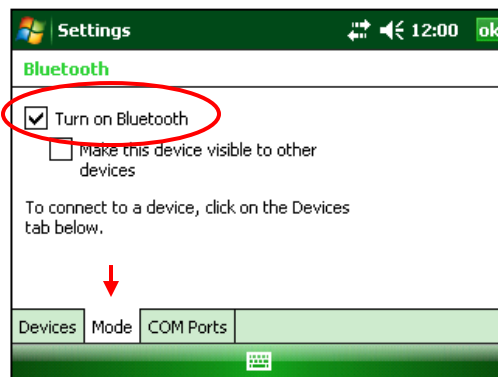 Settings 12:00 ok
Bluetooth
Turn on Bluetooth
Make this device visible to other
devices
To connect to a device, click on the Devices
tab below.
Devices Mode COM Ports